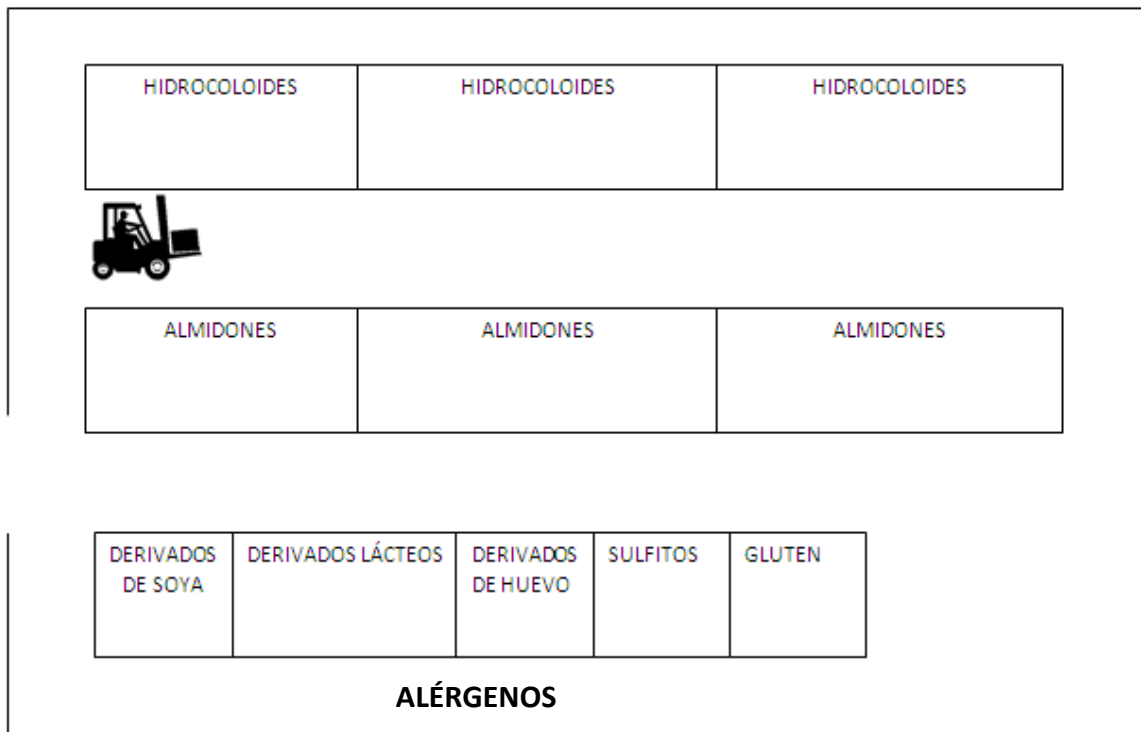 HIDROCOLOIDES
HIDROCOLOIDES
HIDROCOLOIDES
ALMIDONES
ALMIDONES
ALMIDONES
DERIVADOS
DE SOYA
DERIVADOS LÁCTEOS
DERIVADOS
DE HUEVO
SULFITOS
GLUTEN
ALÉRGENOS